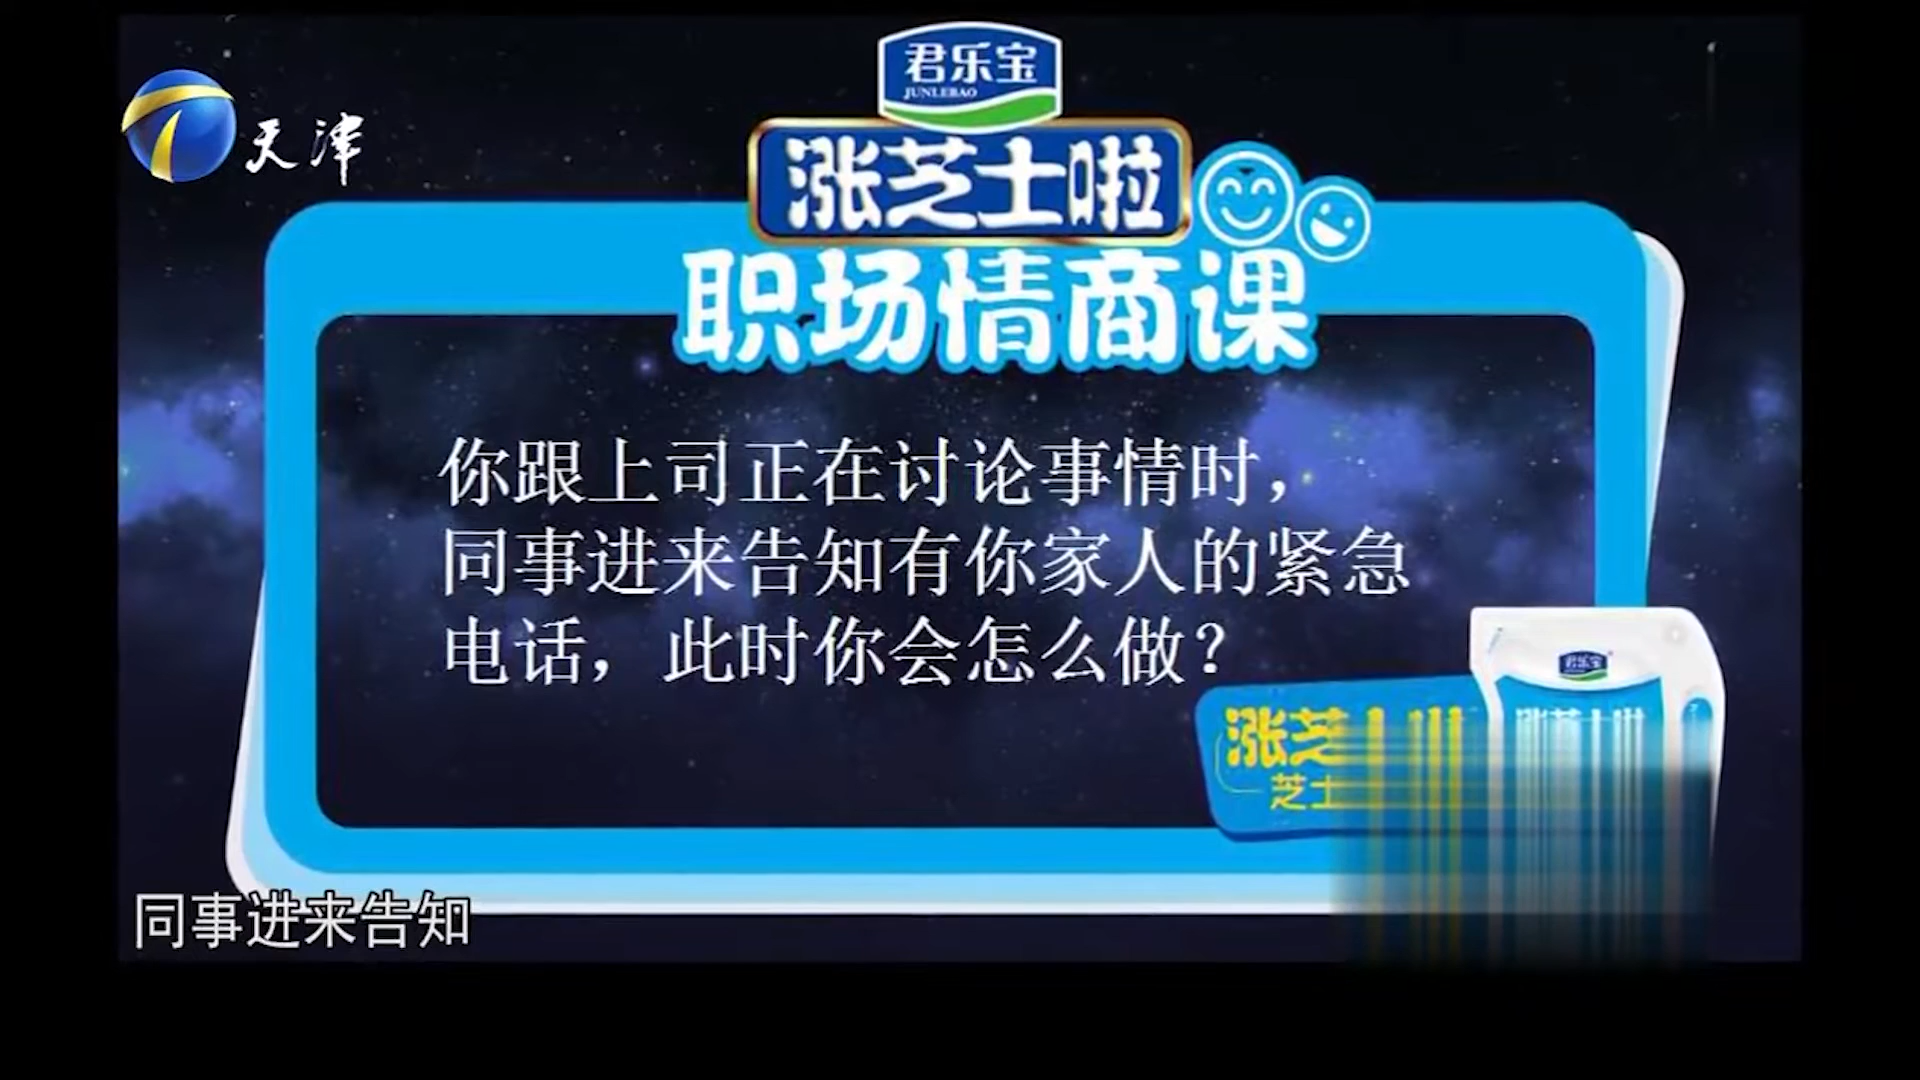 君乐宝
JUNLEBAO
天津
涨芝士啦
职场情商课
你跟上司正在讨论事情时，
同事进来告知有你家人的紧急
电话，此时你会怎么做？
君乐宝
涨芝
芝士
同事进来告知